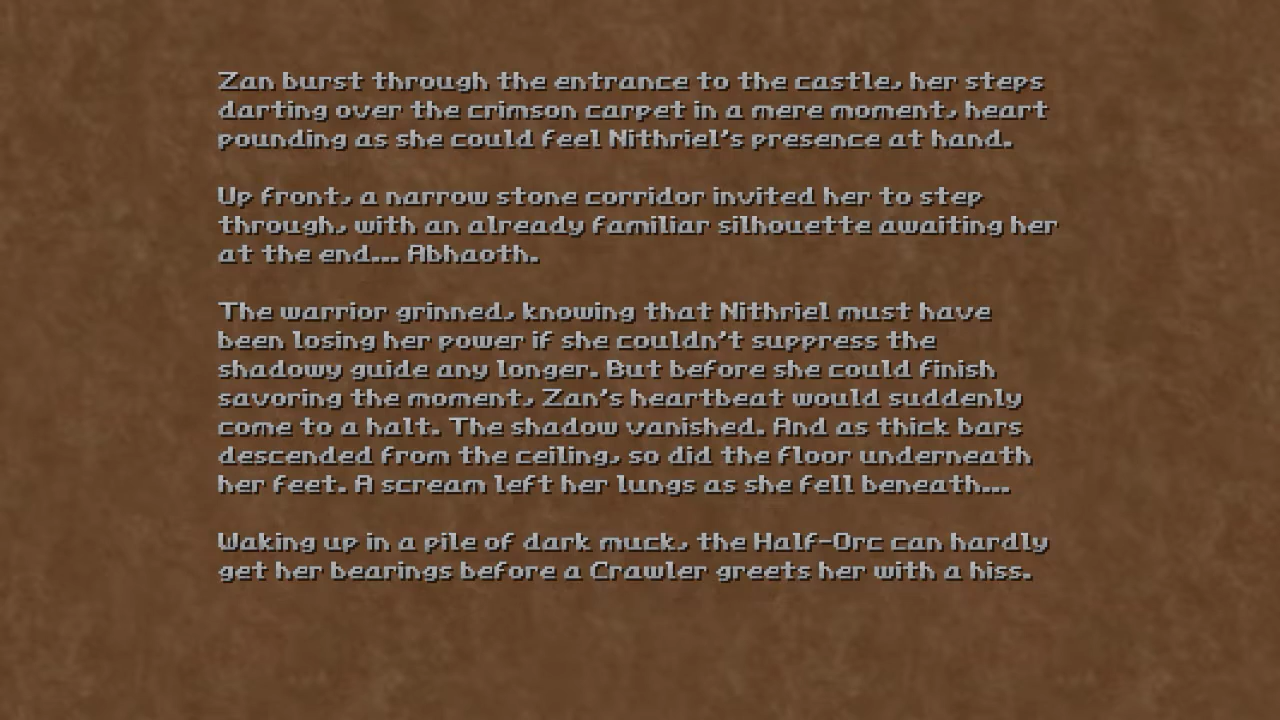 Zan burst through the entrance to the castle, her steps
darting over the crimson carpet in a mere moment, heart
pounding as she could feel Nithriel's presence at hand.
Up front, a narrow stone corridor invited her to step
through, with an already familiar silhouette awaiting her
at the end... Abhaoth.
The warrior grinned, knowing that Nithriel must have
been losing her power if she couldn't suppress the
shadowy guide any longer. But before she could finish
savoring the moment, Zan's heartbeat would suddenly
come to a halt. The shadow vanished. And as thick bars
descended from the ceiling, so did the floor underneath
her feet. A scream left her lungs as she fell beneath...
Waking up in a pile of dark muck, the Half-Orc can hardly
get her bearings before a Crawler greets her with a hiss.